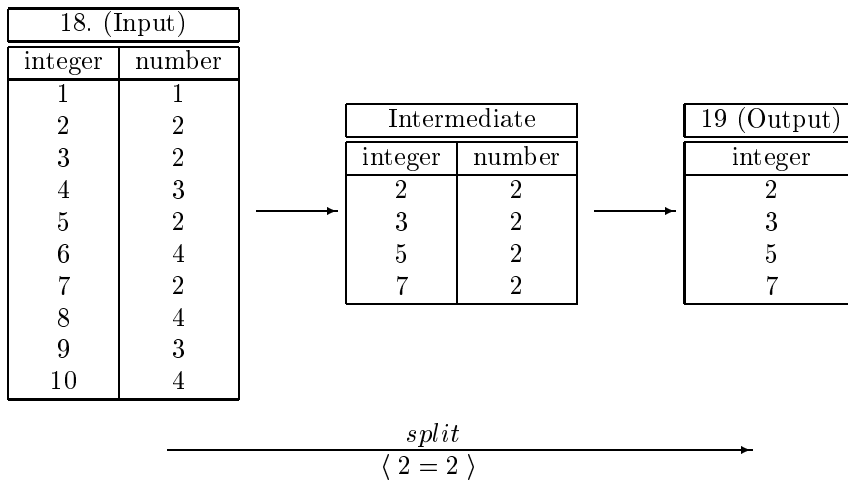 18. (Input)
integer number
1 1
2 2
3 2
4 3
5 2
6 4
7 2
8 4
9 3
10 4
Intermediate
integer number
2 2
3 2
5 2
7 2
19 (Output)
integer
2
3
5
7
split
⟨ 2 = 2 ⟩